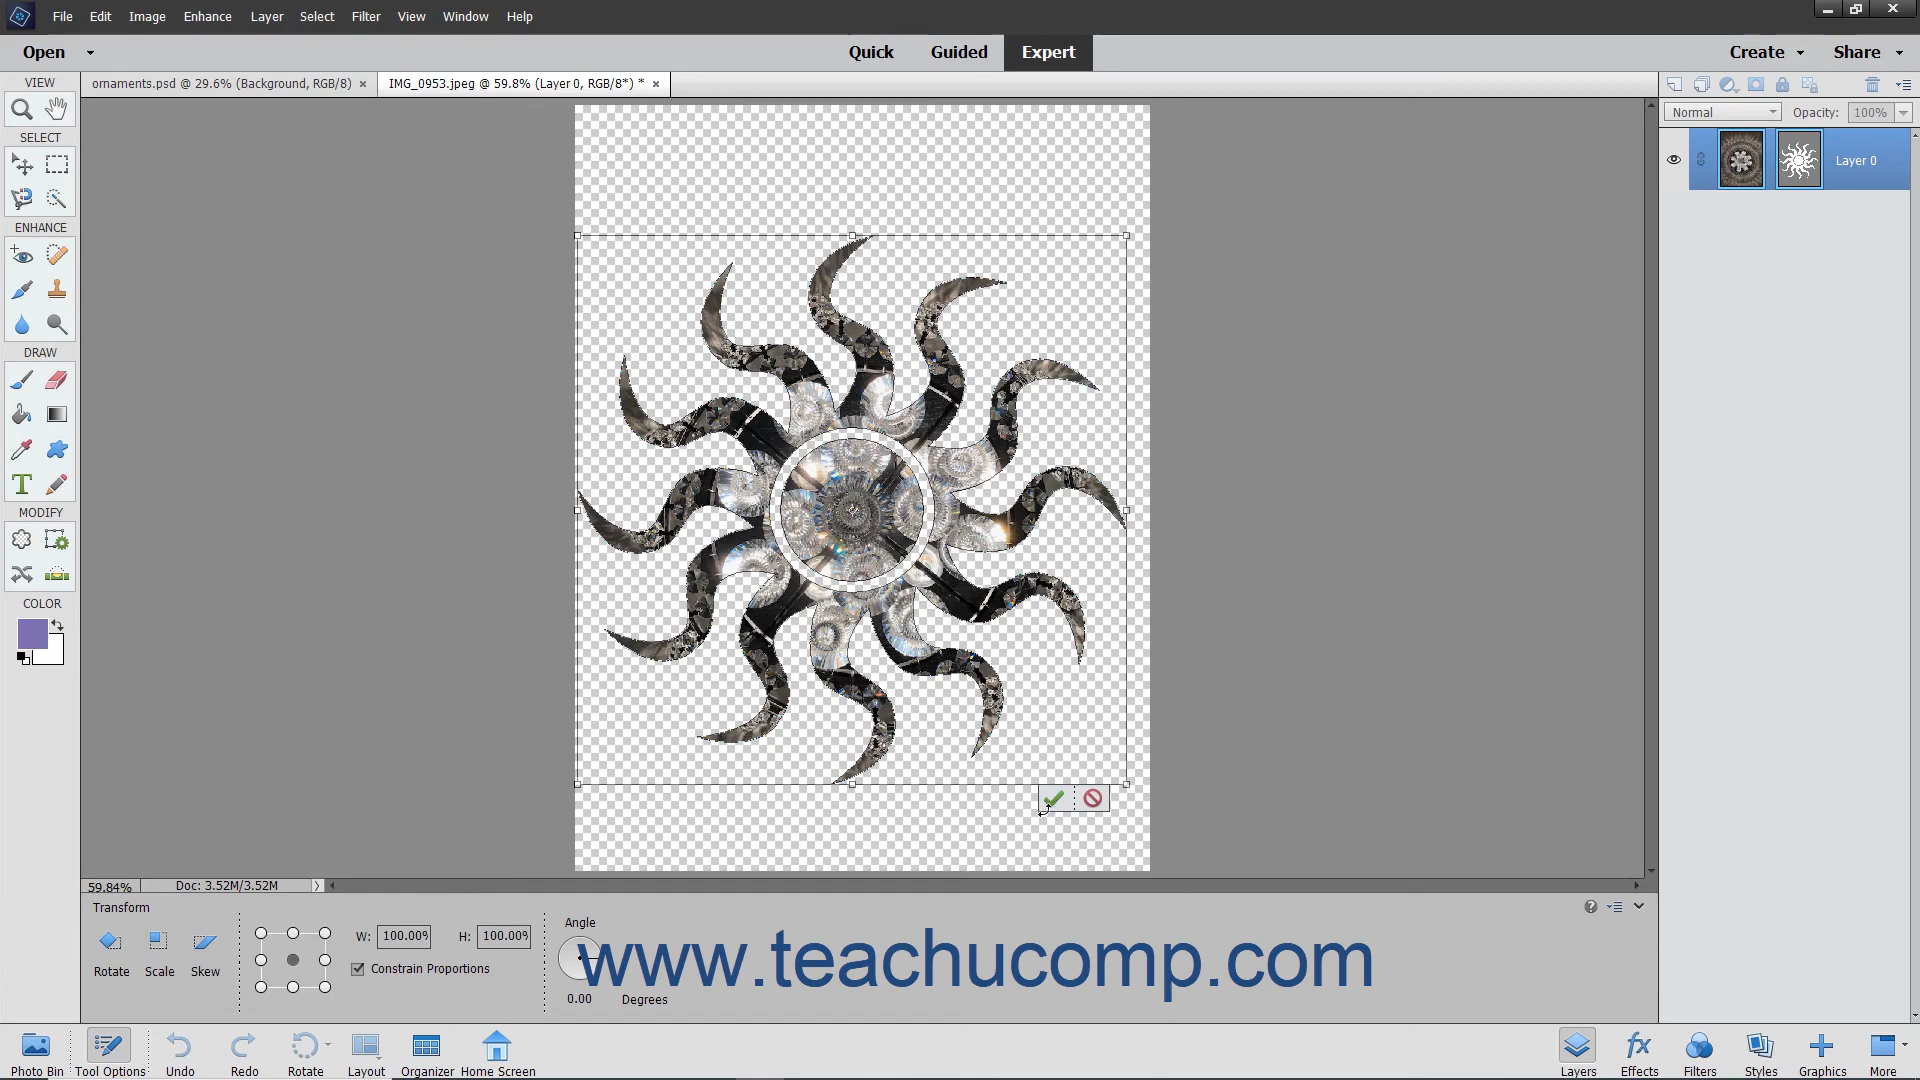 File Edit Image Enhance Layer Select Filter View Window Help
Open Quick Guided Expert Create Share
VIEW
ornaments.psd @ 29.6% (Background, RGB/8) × IMG_0953.jpeg @ 59.8% (Layer 0, RGB/8*) * ×
Normal Opacity: 100%
SELECT
Layer 0
ENHANCE
DRAW
T
MODIFY
COLOR
59.84% Doc: 3.52M/3.52M
Transform
Rotate Scale Skew
W: 100.00% H: 100.00%
Constrain Proportions
Angle
0.00 Degrees
www.teachucomp.com
Photo Bin Tool Options Undo Redo Rotate Layout Organizer Home Screen
fx
Layers Effects Filters Styles Graphics More